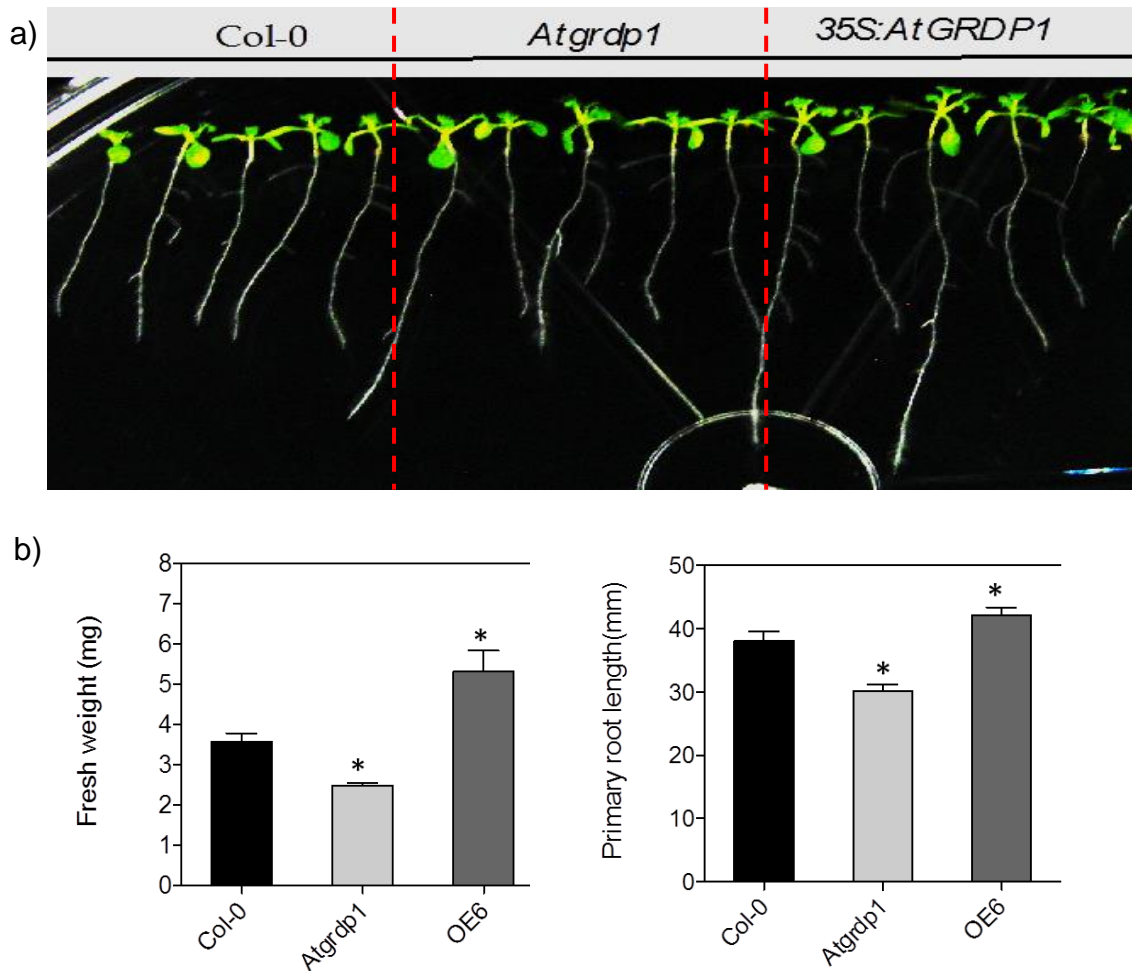 a)
Col-0 Atgrdp1 35S:AtGRDP1
b)
Fresh weight (mg)
8
7
6
5
4
3
2
1
0
*
*
Col-0
Atgrdp1
OE6
Primary root length(mm)
50
40
30
20
10
0
*
*
Col-0
Atgrdp1
OE6